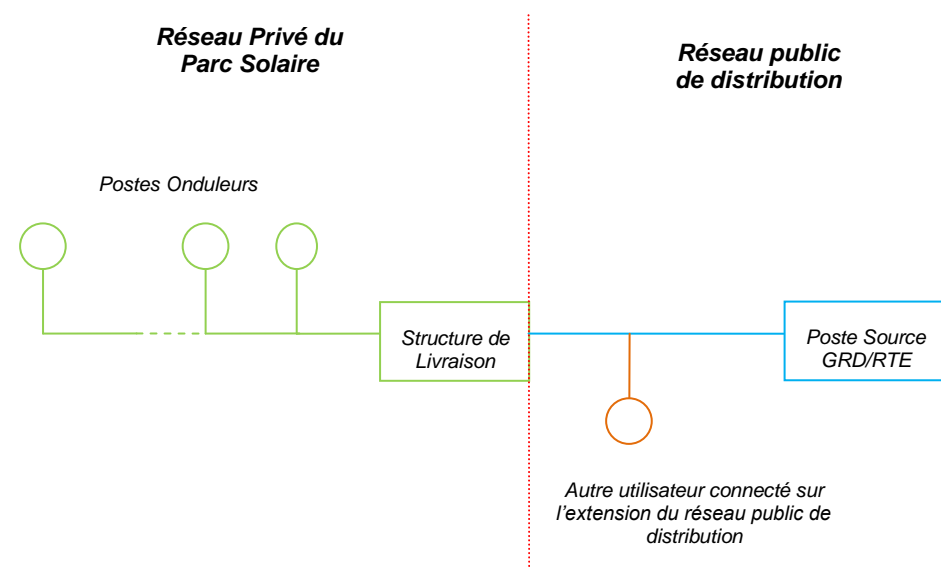 Réseau Privé du
Parc Solaire
Réseau public
de distribution
Postes Onduleurs
Structure de
Livraison
Poste Source
GRD/RTE
Autre utilisateur connecté sur
l'extension du réseau public de
distribution